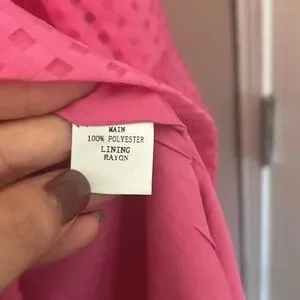 MAIN
100% POLYESTER
LINING
RAYON